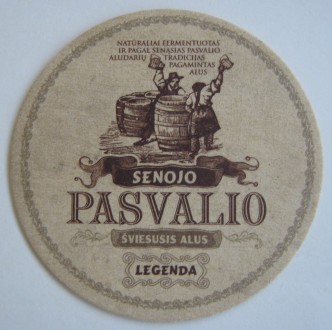 NATŪRALIAI FERMENTUOTAS
IR PAGAL SENĄSIAS PASVALIO
ALUDARIŲ TRADICIJAS
PAGAMINTAS
ALUS
SENOJO
PASVALIO
ŠVIESUSIS ALUS
LEGENDA